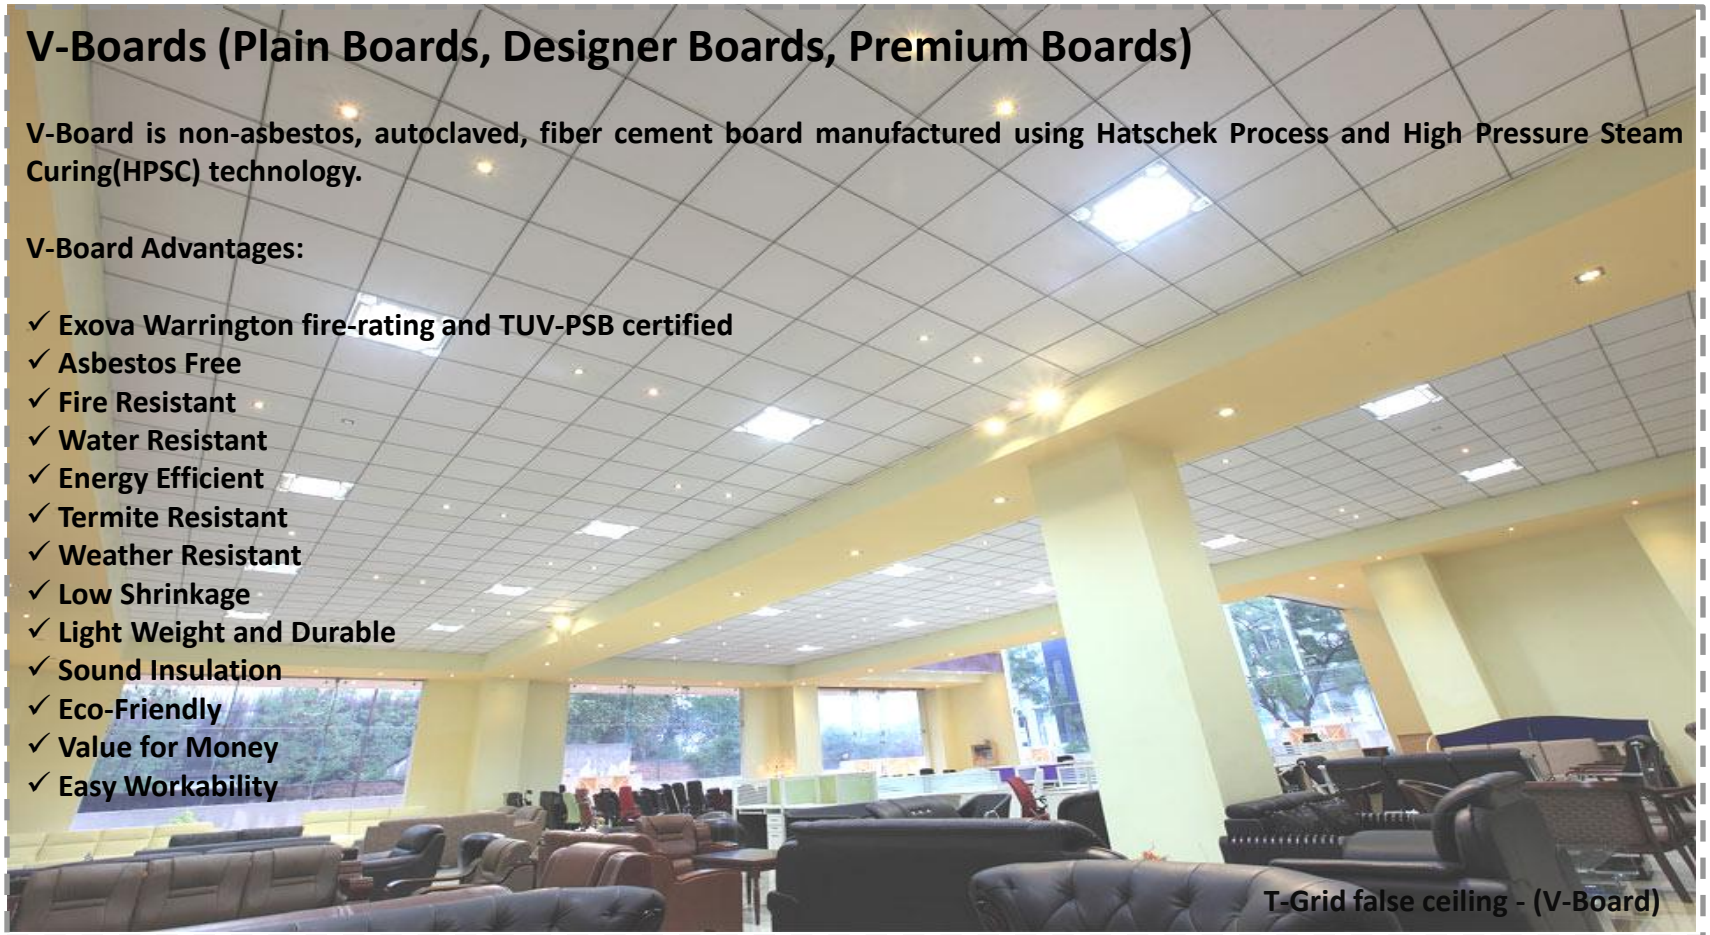 V-Boards (Plain Boards, Designer Boards, Premium Boards)
V-Board is non-asbestos, autoclaved, fiber cement board manufactured using Hatschek Process and High Pressure Steam
Curing(HPSC) technology.
V-Board Advantages:
✓ Exova Warrington fire-rating and TUV-PSB certified
✓ Asbestos Free
✓ Fire Resistant
✓ Water Resistant
✓ Energy Efficient
✓ Termite Resistant
✓ Weather Resistant
✓ Low Shrinkage
✓ Light Weight and Durable
✓ Sound Insulation
✓ Eco-Friendly
✓ Value for Money
✓ Easy Workability
T-Grid false ceiling - (V-Board)